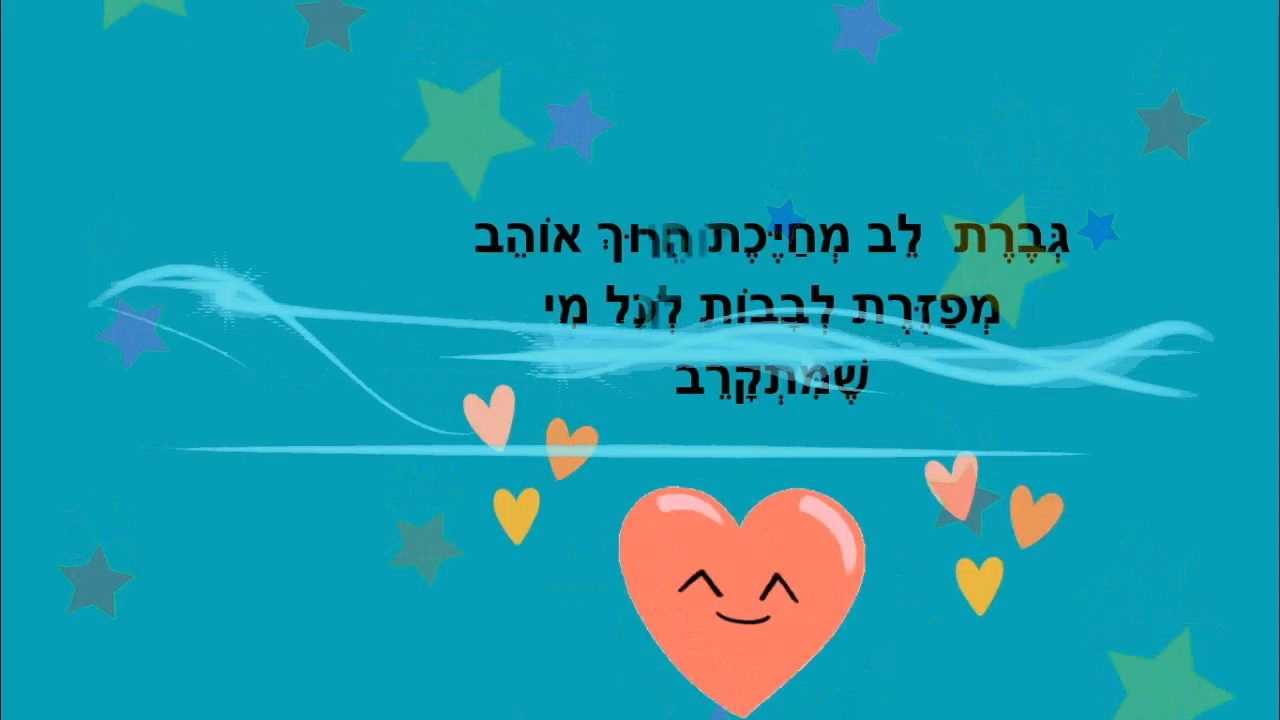 גְּבֶרֶת לֵב מְחַיֶּכֶת אוֹהֵב
מְפַזֶּרֶת לְבָבוֹת לְכָל מִי
שֶׁמִּתְקָרֵב